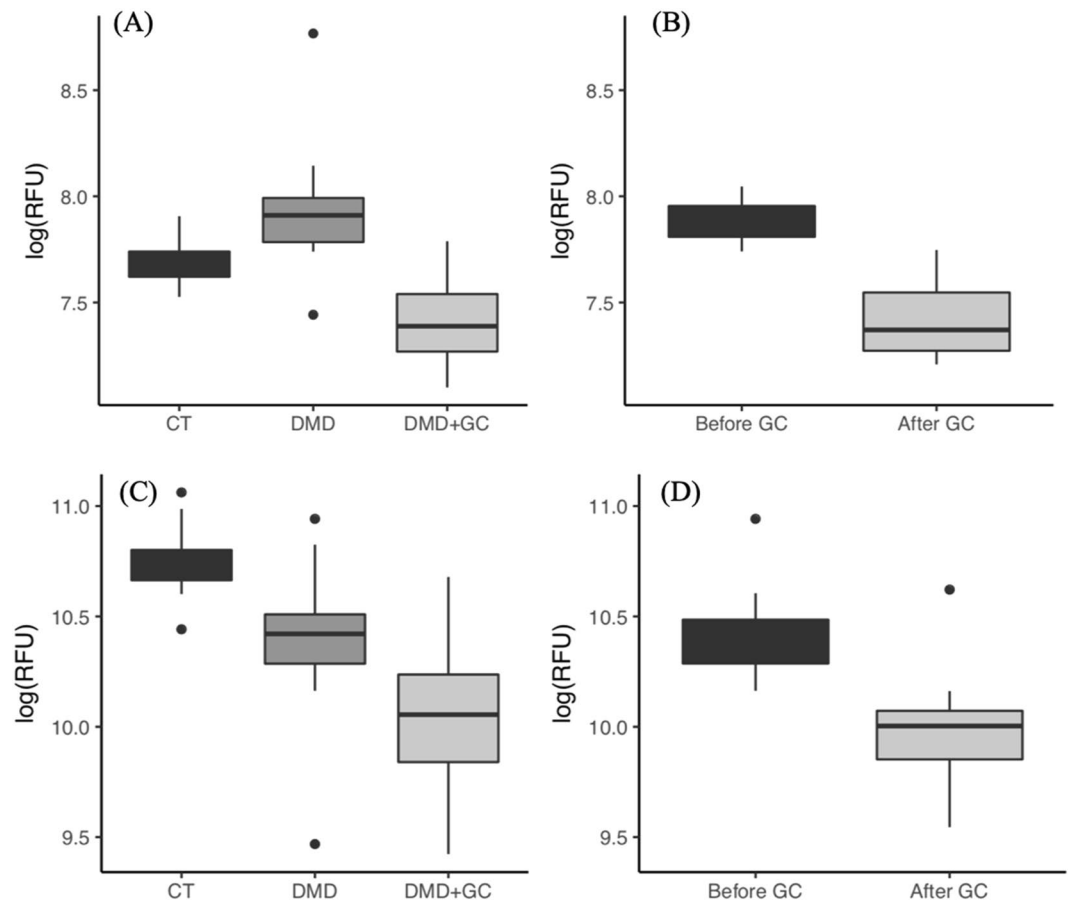 (A)
8.5
8.0
7.5
log(RFU)
CT DMD DMD+GC
(B)
8.5
8.0
7.5
log(RFU)
Before GC After GC
(C)
11.0
10.5
10.0
9.5
log(RFU)
CT DMD DMD+GC
(D)
11.0
10.5
10.0
9.5
log(RFU)
Before GC After GC